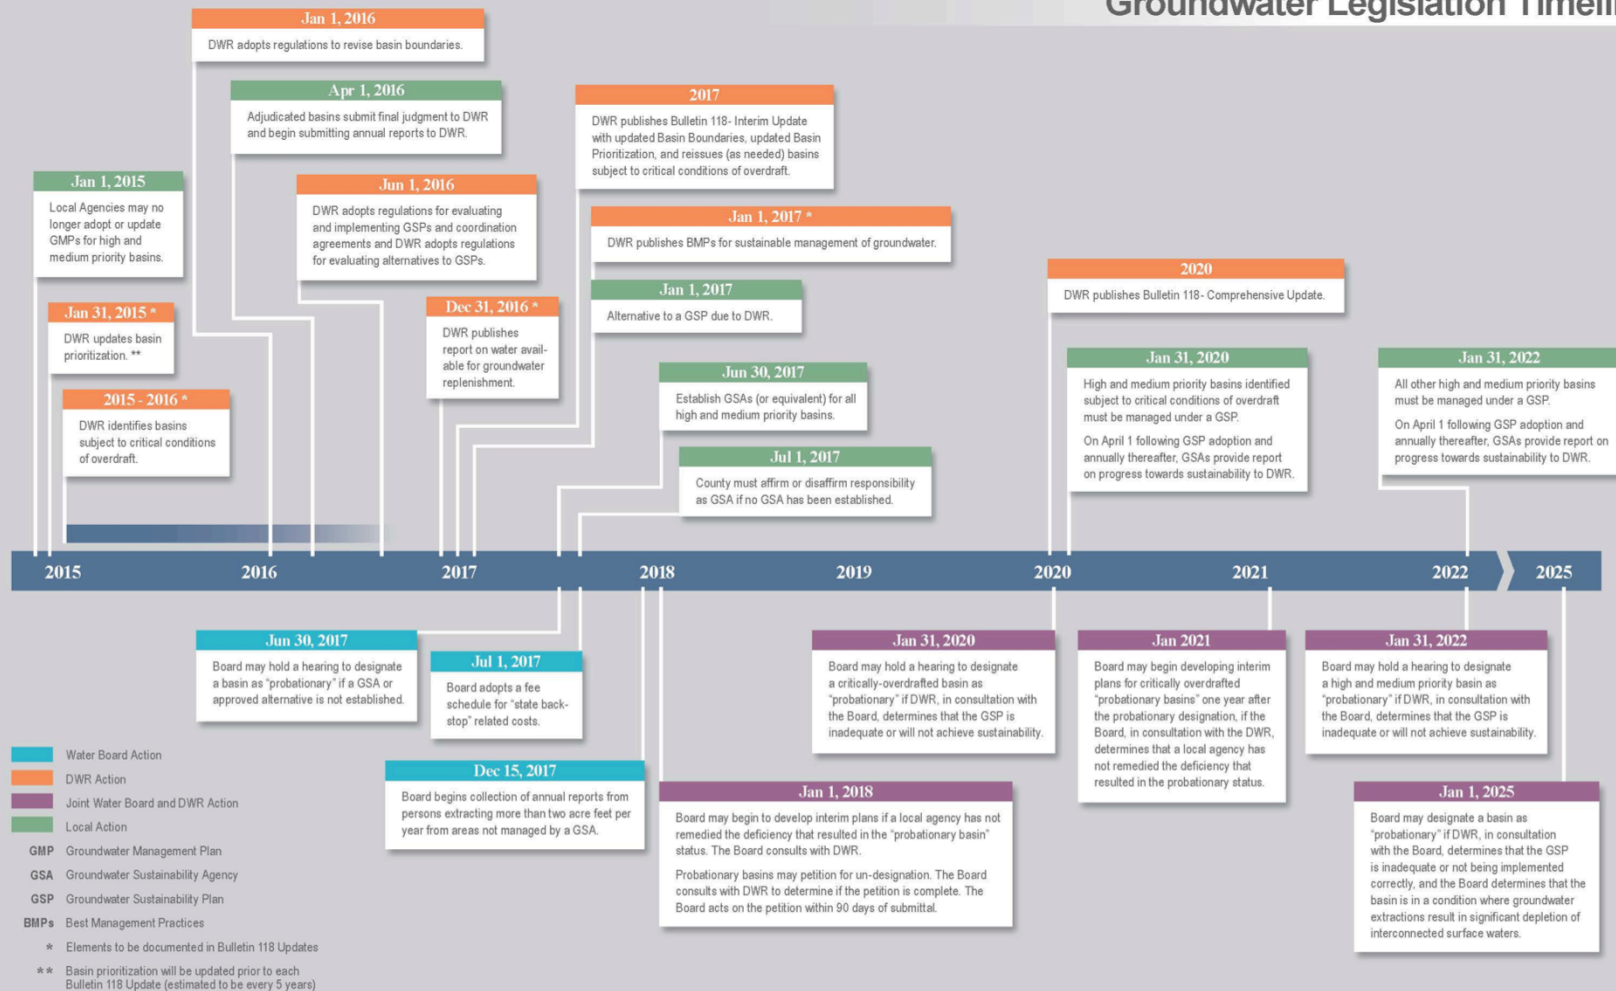 Groundwater Legislation
Jan 1, 2016
DWR adopts regulations to revise basin boundaries.
Apr 1, 2016
Adjudicated basins submit final judgment to DWR
and begin submitting annual reports to DWR.
2017
DWR publishes Bulletin 118- Interim Update
with updated Basin Boundaries, updated Basin
Prioritization, and reissues (as needed) basins
subject to critical conditions of overdraft.
Jan 1, 2015
Local Agencies may no
longer adopt or update
GMPs for high and
medium priority basins.
Jun 1, 2016
DWR adopts regulations for evaluating
and implementing GSPs and coordination
agreements and DWR adopts regulations
for evaluating alternatives to GSPs.
Jan 1, 2017 *
DWR publishes BMPs for sustainable management of groundwater.
2020
DWR publishes Bulletin 118- Comprehensive Update.
Jan 1, 2017
Alternative to a GSP due to DWR.
Jan 31, 2015 *
DWR updates basin
prioritization. **
Dec 31, 2016 *
DWR publishes
report on water avail-
able for groundwater
replenishment.
Jan 31, 2020
High and medium priority basins identified
subject to critical conditions of overdraft
must be managed under a GSP.
On April 1 following GSP adoption and
annually thereafter, GSAs provide report
on progress towards sustainability to DWR.
Jan 31, 2022
All other high and medium priority basins
must be managed under a GSP.
On April 1 following GSP adoption and
annually thereafter, GSAs provide report on
progress towards sustainability to DWR.
Jun 30, 2017
Establish GSAs (or equivalent) for all
high and medium priority basins.
2015 - 2016 *
DWR identifies basins
subject to critical conditions
of overdraft.
Jul 1, 2017
County must affirm or disaffirm responsibility
as GSA if no GSA has been established.
2015 2016 2017 2018 2019 2020 2021 2022 2025
Jun 30, 2017
Board may hold a hearing to designate
a basin as “probationary” if a GSA or
approved alternative is not established.
Jul 1, 2017
Board adopts a fee
schedule for “state back-
stop” related costs.
Jan 31, 2020
Board may hold a hearing to designate
a critically-overdrafted basin as
“probationary” if DWR, in consultation with
the Board, determines that the GSP is
inadequate or will not achieve sustainability.
Jan 2021
Board may begin developing interim
plans for critically overdrafted
“probationary basins” one year after
the probationary designation, if the
Board, in consultation with the DWR,
determines that a local agency has
not remedied the deficiency that
resulted in the probationary status.
Jan 31, 2022
Board may hold a hearing to designate
a high and medium priority basin as
“probationary” if DWR, in consultation with
the Board, determines that the GSP is
inadequate or will not achieve sustainability.
Dec 15, 2017
Board begins collection of annual reports from
persons extracting more than two acre feet per
year from areas not managed by a GSA.
Jan 1, 2018
Board may begin to develop interim plans if a local agency has not
remedied the deficiency that resulted in the “probationary basin”
status. The Board consults with DWR.
Probationary basins may petition for un-designation. The Board
consults with DWR to determine if the petition is complete. The
Board acts on the petition within 90 days of submittal.
Jan 1, 2025
Board may designate a basin as
“probationary” if DWR, in consultation
with the Board, determines that the GSP
is inadequate or not being implemented
correctly, and the Board determines that the
basin is in a condition where groundwater
extractions result in significant depletion of
interconnected surface waters.
Water Board Action
DWR Action
Joint Water Board and DWR Action
Local Action
GMP Groundwater Management Plan
GSA Groundwater Sustainability Agency
GSP Groundwater Sustainability Plan
BMPs Best Management Practices
* Elements to be documented in Bulletin 118 Updates
** Basin prioritization will be updated prior to each
Bulletin 118 Update (estimated to be every 5 years)